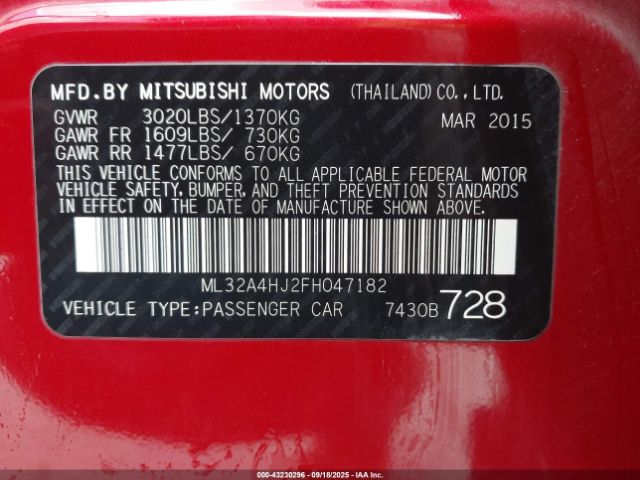 MFD.BY MITSUBISHI MOTORS (THAILAND)CO.,LTD.
GVWR 3020LBS/1370KG MAR 2015
GAWR FR 1609LBS/ 730KG
GAWR RR 1477LBS/ 670KG
THIS VEHICLE CONFORMS TO ALL APPLICABLE FEDERAL MOTOR
VEHICLE SAFETY, BUMPER, AND THEFT PREVENTION STANDARDS
IN EFFECT ON THE DATE OF MANUFACTURE SHOWN ABOVE.
ML32A4HJ2FH047182
VEHICLE TYPE:PASSENGER CAR 7430B 728
000-43230296 - 09/18/2025 - IAA Inc.